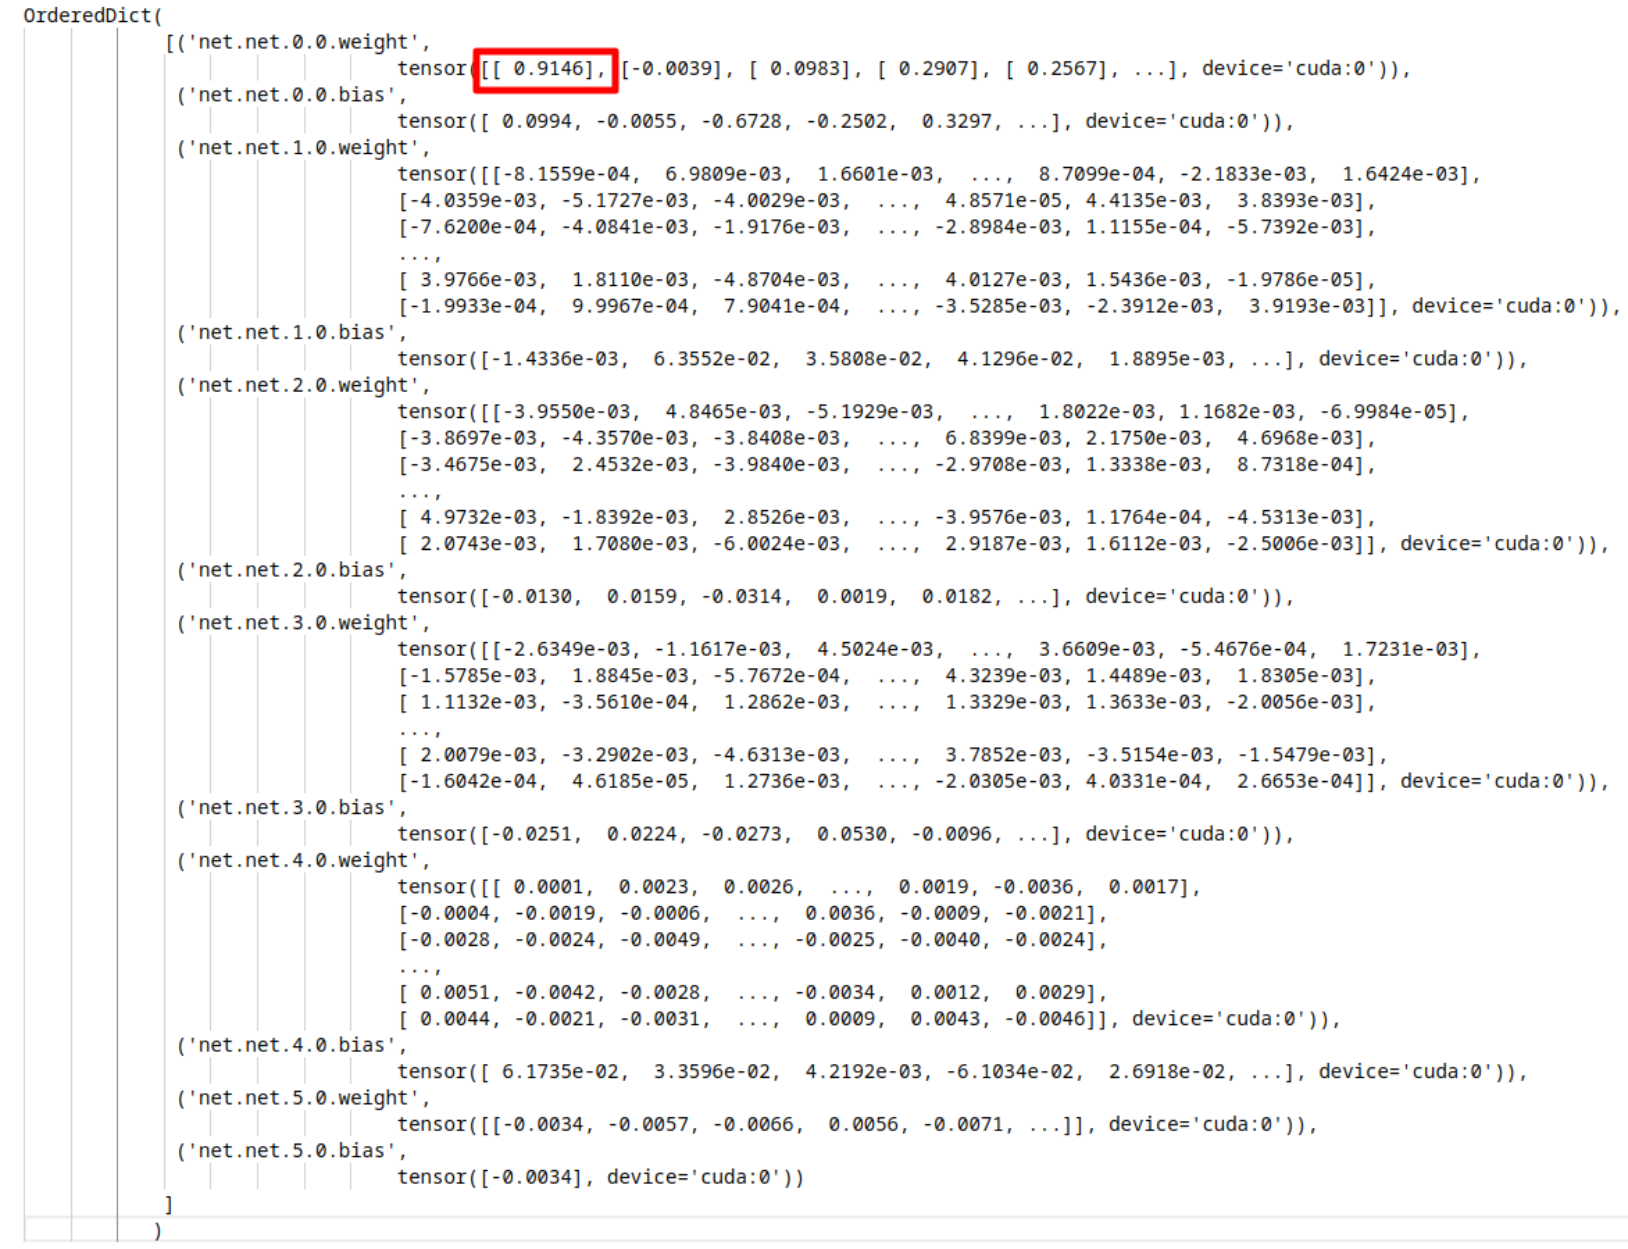 OrderedDict(
[('net.net.0.0.weight',
tensor([[ 0.9146], [-0.0039], [ 0.0983], [ 0.2907], [ 0.2567], ...], device='cuda:0')),
('net.net.0.0.bias',
tensor([ 0.0994, -0.0055, -0.6728, -0.2502,  0.3297, ...], device='cuda:0')),
('net.net.1.0.weight',
tensor([[-8.1559e-04,  6.9809e-03,  1.6601e-03,  ...,  8.7099e-04, -2.1833e-03,  1.6424e-03],
[-4.0359e-03, -5.1727e-03, -4.0029e-03,  ...,  4.8571e-05, 4.4135e-03,  3.8393e-03],
[-7.6200e-04, -4.0841e-03, -1.9176e-03,  ..., -2.8984e-03, 1.1155e-04, -5.7392e-03],
...,
[ 3.9766e-03,  1.8110e-03, -4.8704e-03,  ...,  4.0127e-03, 1.5436e-03, -1.9786e-05],
[-1.9933e-04,  9.9967e-04,  7.9041e-04,  ..., -3.5285e-03, -2.3912e-03,  3.9193e-03]], device='cuda:0')),
('net.net.1.0.bias',
tensor([-1.4336e-03,  6.3552e-02,  3.5808e-02,  4.1296e-02,  1.8895e-03, ...], device='cuda:0')),
('net.net.2.0.weight',
tensor([[-3.9550e-03,  4.8465e-03, -5.1929e-03,  ...,  1.8022e-03, 1.1682e-03, -6.9984e-05],
[-3.8697e-03, -4.3570e-03, -3.8408e-03,  ...,  6.8399e-03, 2.1750e-03,  4.6968e-03],
[-3.4675e-03,  2.4532e-03, -3.9840e-03,  ..., -2.9708e-03, 1.3338e-03,  8.7318e-04],
...,
[ 4.9732e-03, -1.8392e-03,  2.8526e-03,  ..., -3.9576e-03, 1.1764e-04, -4.5313e-03],
[ 2.0743e-03,  1.7080e-03, -6.0024e-03,  ...,  2.9187e-03, 1.6112e-03, -2.5006e-03]], device='cuda:0')),
('net.net.2.0.bias',
tensor([-0.0130,  0.0159, -0.0314,  0.0019,  0.0182, ...], device='cuda:0')),
('net.net.3.0.weight',
tensor([[-2.6349e-03, -1.1617e-03,  4.5024e-03,  ...,  3.6609e-03, -5.4676e-04,  1.7231e-03],
[-1.5785e-03,  1.8845e-03, -5.7672e-04,  ...,  4.3239e-03, 1.4489e-03,  1.8305e-03],
[ 1.1132e-03, -3.5610e-04,  1.2862e-03,  ...,  1.3329e-03, 1.3633e-03, -2.0056e-03],
...,
[ 2.0079e-03, -3.2902e-03, -4.6313e-03,  ...,  3.7852e-03, -3.5154e-03, -1.5479e-03],
[-1.6042e-04,  4.6185e-05,  1.2736e-03,  ..., -2.0305e-03, 4.0331e-04,  2.6653e-04]], device='cuda:0')),
('net.net.3.0.bias',
tensor([-0.0251,  0.0224, -0.0273,  0.0530, -0.0096, ...], device='cuda:0')),
('net.net.4.0.weight',
tensor([[ 0.0001,  0.0023,  0.0026,  ...,  0.0019, -0.0036,  0.0017],
[-0.0004, -0.0019, -0.0006,  ...,  0.0036, -0.0009, -0.0021],
[-0.0028, -0.0024, -0.0049,  ..., -0.0025, -0.0040, -0.0024],
...,
[ 0.0051, -0.0042, -0.0028,  ..., -0.0034,  0.0012,  0.0029],
[ 0.0044, -0.0021, -0.0031,  ...,  0.0009,  0.0043, -0.0046]], device='cuda:0')),
('net.net.4.0.bias',
tensor([ 6.1735e-02,  3.3596e-02,  4.2192e-03, -6.1034e-02,  2.6918e-02, ...], device='cuda:0')),
('net.net.5.0.weight',
tensor([[-0.0034, -0.0057, -0.0066,  0.0056, -0.0071, ...]], device='cuda:0')),
('net.net.5.0.bias',
tensor([-0.0034], device='cuda:0'))
]
)